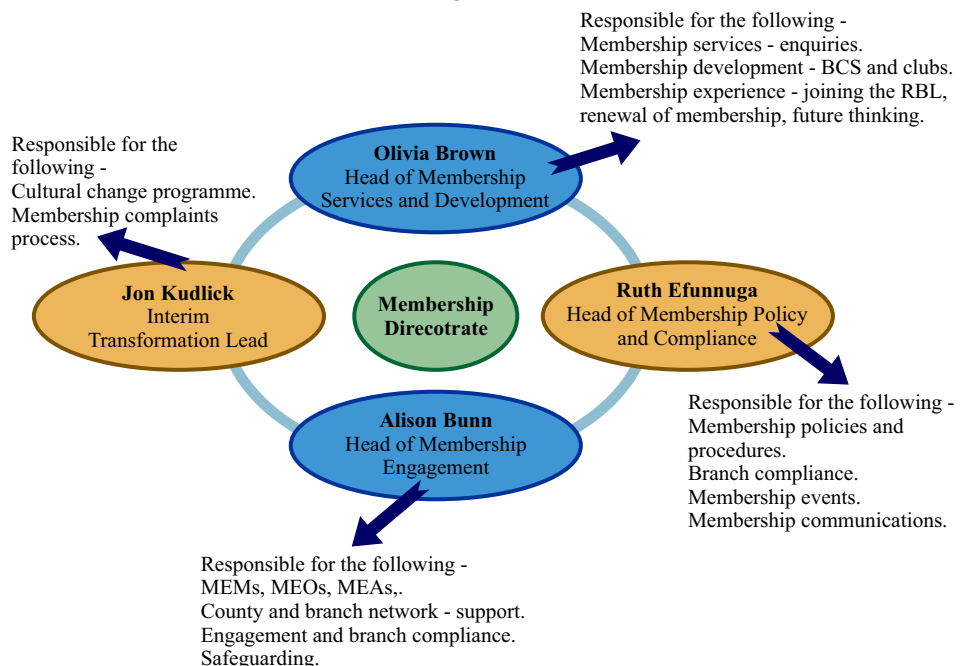 Responsible for the following -
Membership services - enquiries.
Membership development - BCS and clubs.
Membership experience - joining the RBL,
renewal of membership, future thinking.
Responsible for the
following -
Cultural change programme.
Membership complaints
process.
Olivia Brown
Head of Membership
Services and Development
Jon Kudlick
Interim
Transformation Lead
Membership
Direcotrate
Ruth Efunnuga
Head of Membership Policy
and Compliance
Alison Bunn
Head of Membership
Engagement
Responsible for the following -
Membership policies and
procedures.
Branch compliance.
Membership events.
Membership communications.
Responsible for the following -
MEMs, MEOs, MEAs,.
County and branch network - support.
Engagement and branch compliance.
Safeguarding.